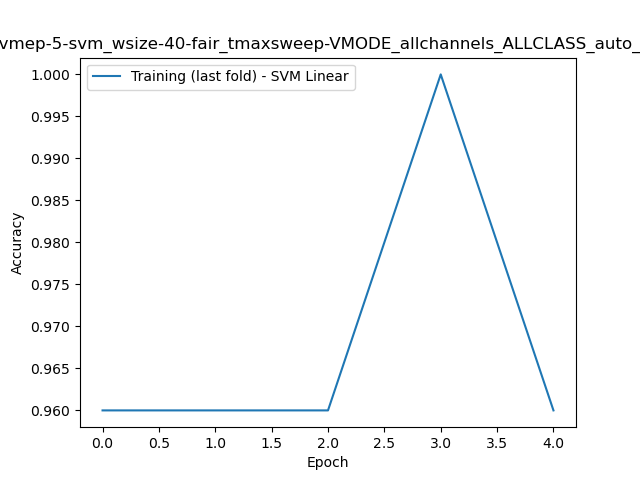 vmep-5-svm_wsize-40-fair_tmaxsweep-VMODE_allchannels_ALLCLASS_auto_
Training (last fold) - SVM Linear
1.000
0.995
0.990
0.985
0.980
0.975
0.970
0.965
0.960
Accuracy
0.0 0.5 1.0 1.5 2.0 2.5 3.0 3.5 4.0
Epoch